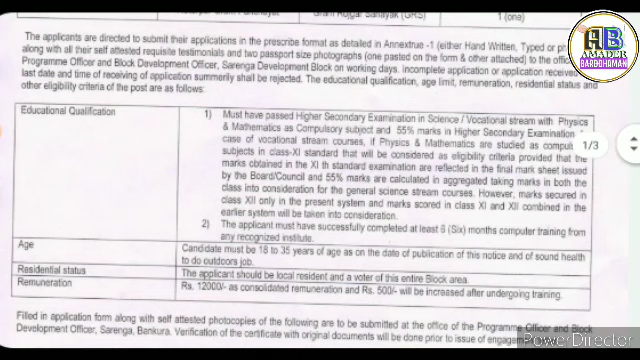 Gram Rojgar Sahayak (GRS) 1 (one)
The applicants are directed to submit their applications in the prescribe format as detailed in Annextrue -1 (either Hand Written, Typed or
along with all their self attested requisite testimonials and two passport size photographs (one pasted on the form & other attached) to the
Programme Officer and Block Development Officer, Sarenga Development Block on working days. Incomplete application or application received
last date and time of receiving of application summerily shall be rejected. The educational qualification, age limit, remuneration, residential status and
other eligibility criteria of the post are as follows:
Educational Qualification
1) Must have passed Higher Secondary Examination in Science / Vocational stream with Physics
& Mathematics as Compulsory subject and 55% marks in Higher Secondary Examination
case of vocational stream courses, if Physics & Mathematics are studied as
subjects in class-XI standard that will be considered as eligibility criteria provided that the
marks obtained in the XI th standard examination are reflected in the final mark sheet issued
by the Board/Council and 55% marks are calculated in aggregated taking marks in both the
class into consideration for the general science stream courses. However, marks secured in
class XII only in the present system and marks scored in class XI and XII combined in the
earlier system will be taken into consideration.
2) The applicant must have successfully completed at least 6 (Six) months computer training from
any recognized institute.
Age
Candidate must be 18 to 35 years of age as on the date of publication of this notice and of sound health
to do outdoors job.
Residential status
The applicant should be local resident and a voter of this entire Block area.
Remuneration
Rs. 12000/- as consolidated remuneration and Rs. 500/- will be increased after undergoing training.
Filled in application form along with self attested photocopies of the following are to be submitted at the office of the Programme Officer and Block
Development Officer, Sarenga, Bankura. Verification of the certificate with original documents will be done prior to issue of
1/3
AB
AMADER
BARDDHAMAN
PowerDirector